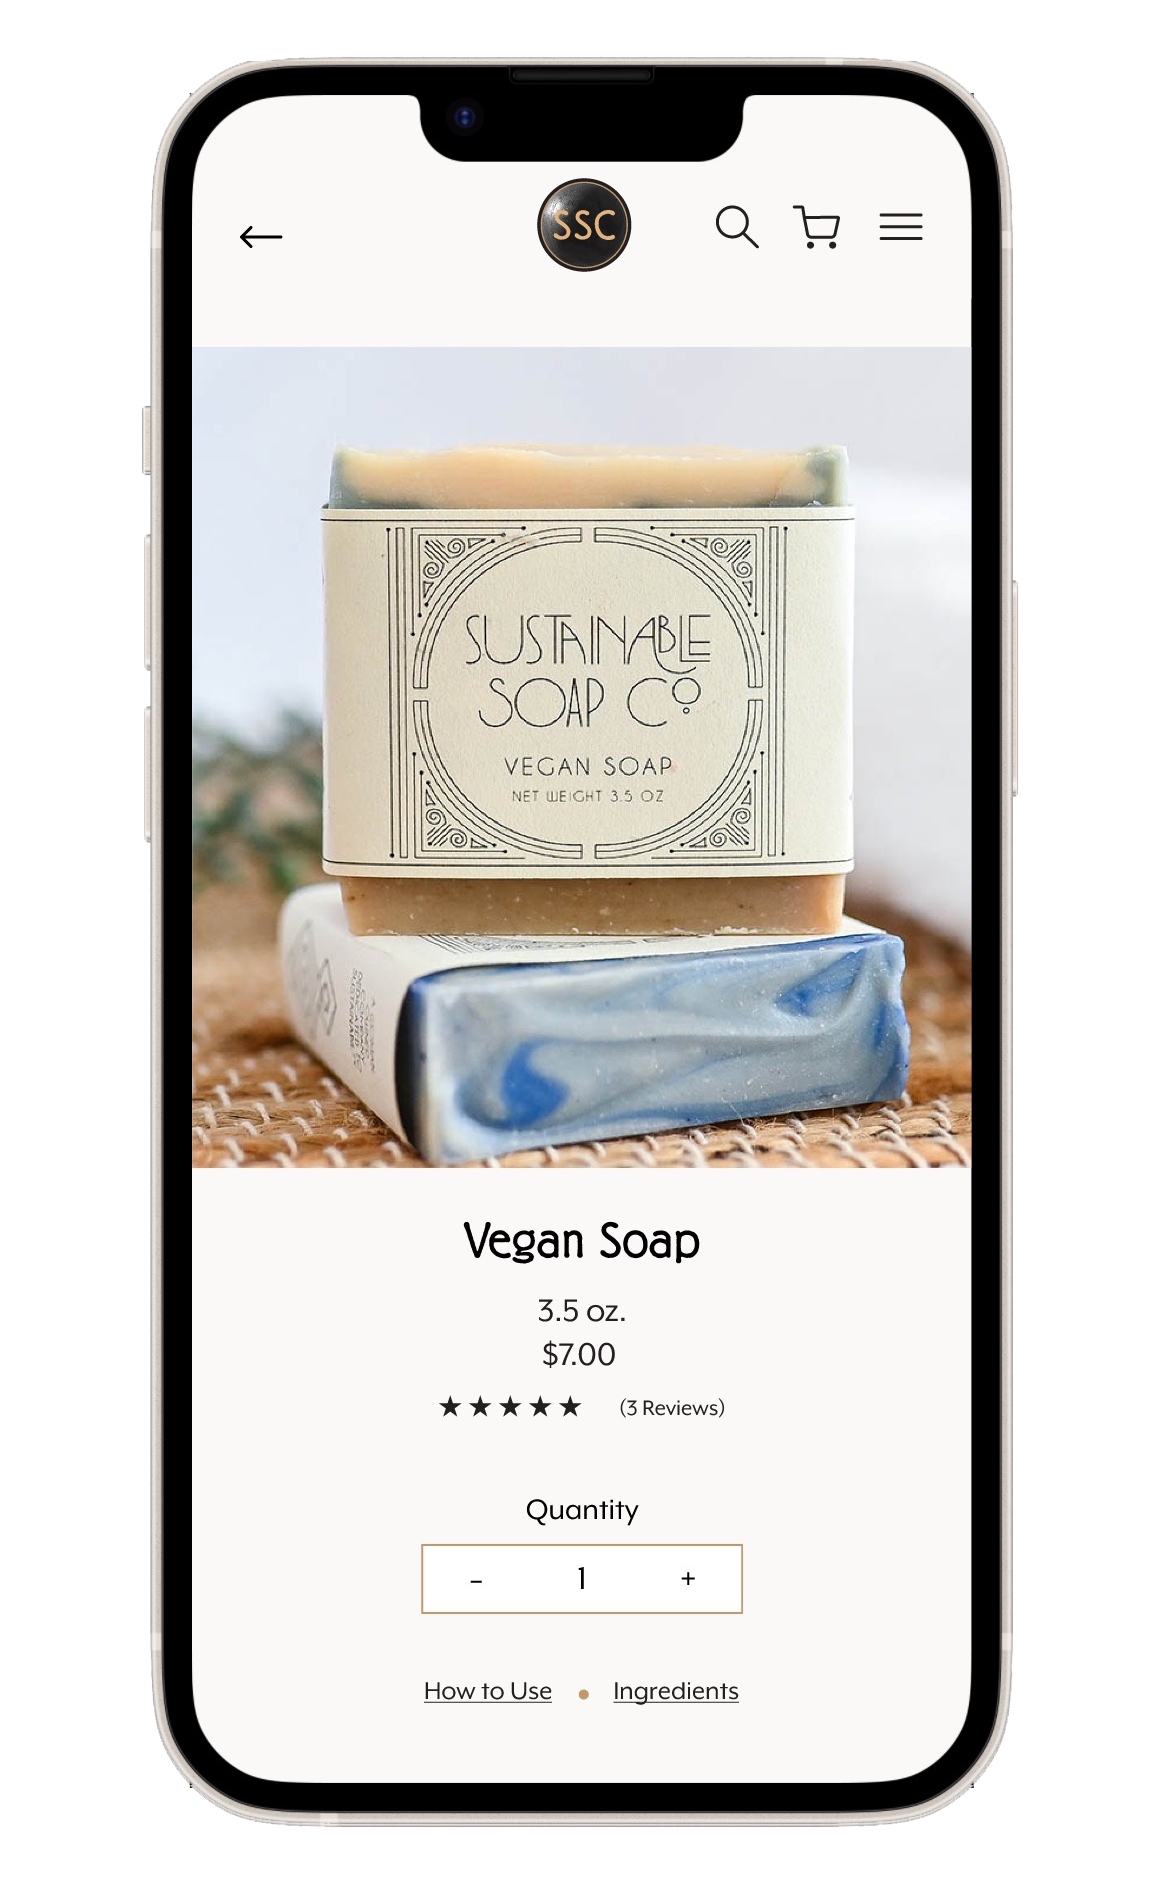 SSC
SUSTAINABLE
SOAP CO
VEGAN SOAP
NET WEIGHT 3.5 OZ
Vegan Soap
3.5 oz.
$7.00
★★★★★ (3 Reviews)
Quantity
- 1 +
How to Use • Ingredients